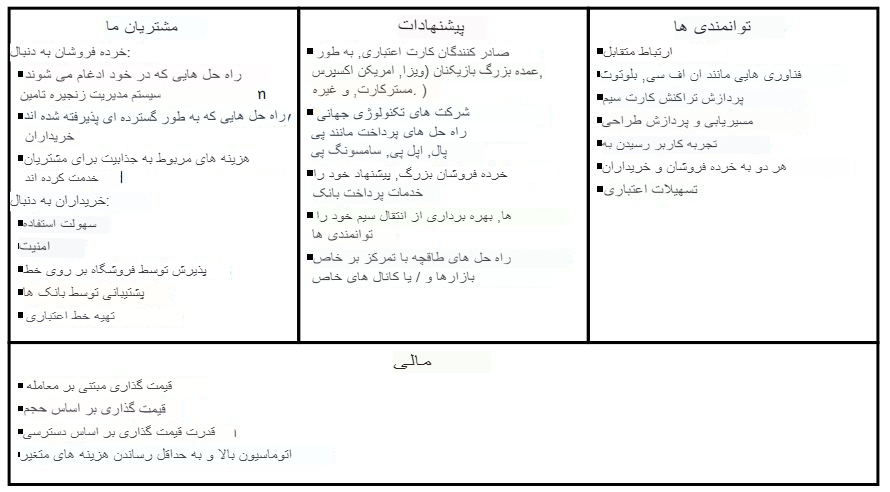 مشتریان ما
خرده فروشان به دنبال:
راه حل هایی که در خود ادغام می شوند
سیستم مدیریت زنجیره تامین n
راه حل هایی که به طور گسترده ای پذیرفته شده اند,
خریداران
هزینه های مربوط به جذابیت برای مشتریان
خدمت کرده اند
خریداران به دنبال:
سهولت استفاده
امنیت
پذیرش توسط فروشگاه بر روی خط
پشتیبانی توسط بانک ها
تهیه خط اعتباری
پیشنهادات
صادر کنندگان کارت اعتباری, به طور
عمده بزرگ بازیکنان (ویزا, امریکن اکسپرس,
مسترکارت, و غیره. )
شرکت های تکنولوژی جهانی
راه حل های پرداخت مانند پی
پال, اپل پی, سامسونگ پی
خرده فروشان بزرگ, پیشنهاد خود را
خدمات پرداخت بانک
ها, بهره برداری از انتقال سیم خود را
توانمندی ها
راه حل های طاقچه با تمرکز بر خاص
بازارها و / یا کانال های خاص
توانمندی ها
ارتباط متقابل
فناوری هایی مانند ان اف سی, بلوتوث
پردازش تراکنش کارت سیم
مسیریابی و پردازش طراحی
تجربه کاربر رسیدن به
هر دو به خرده فروشان و خریداران
تسهیلات اعتباری
مالی
قیمت گذاری مبتنی بر معامله
قیمت گذاری بر اساس حجم
قدرت قیمت گذاری بر اساس دسترسی
اتوماسیون بالا و به حداقل رساندن هزینه های متغیر